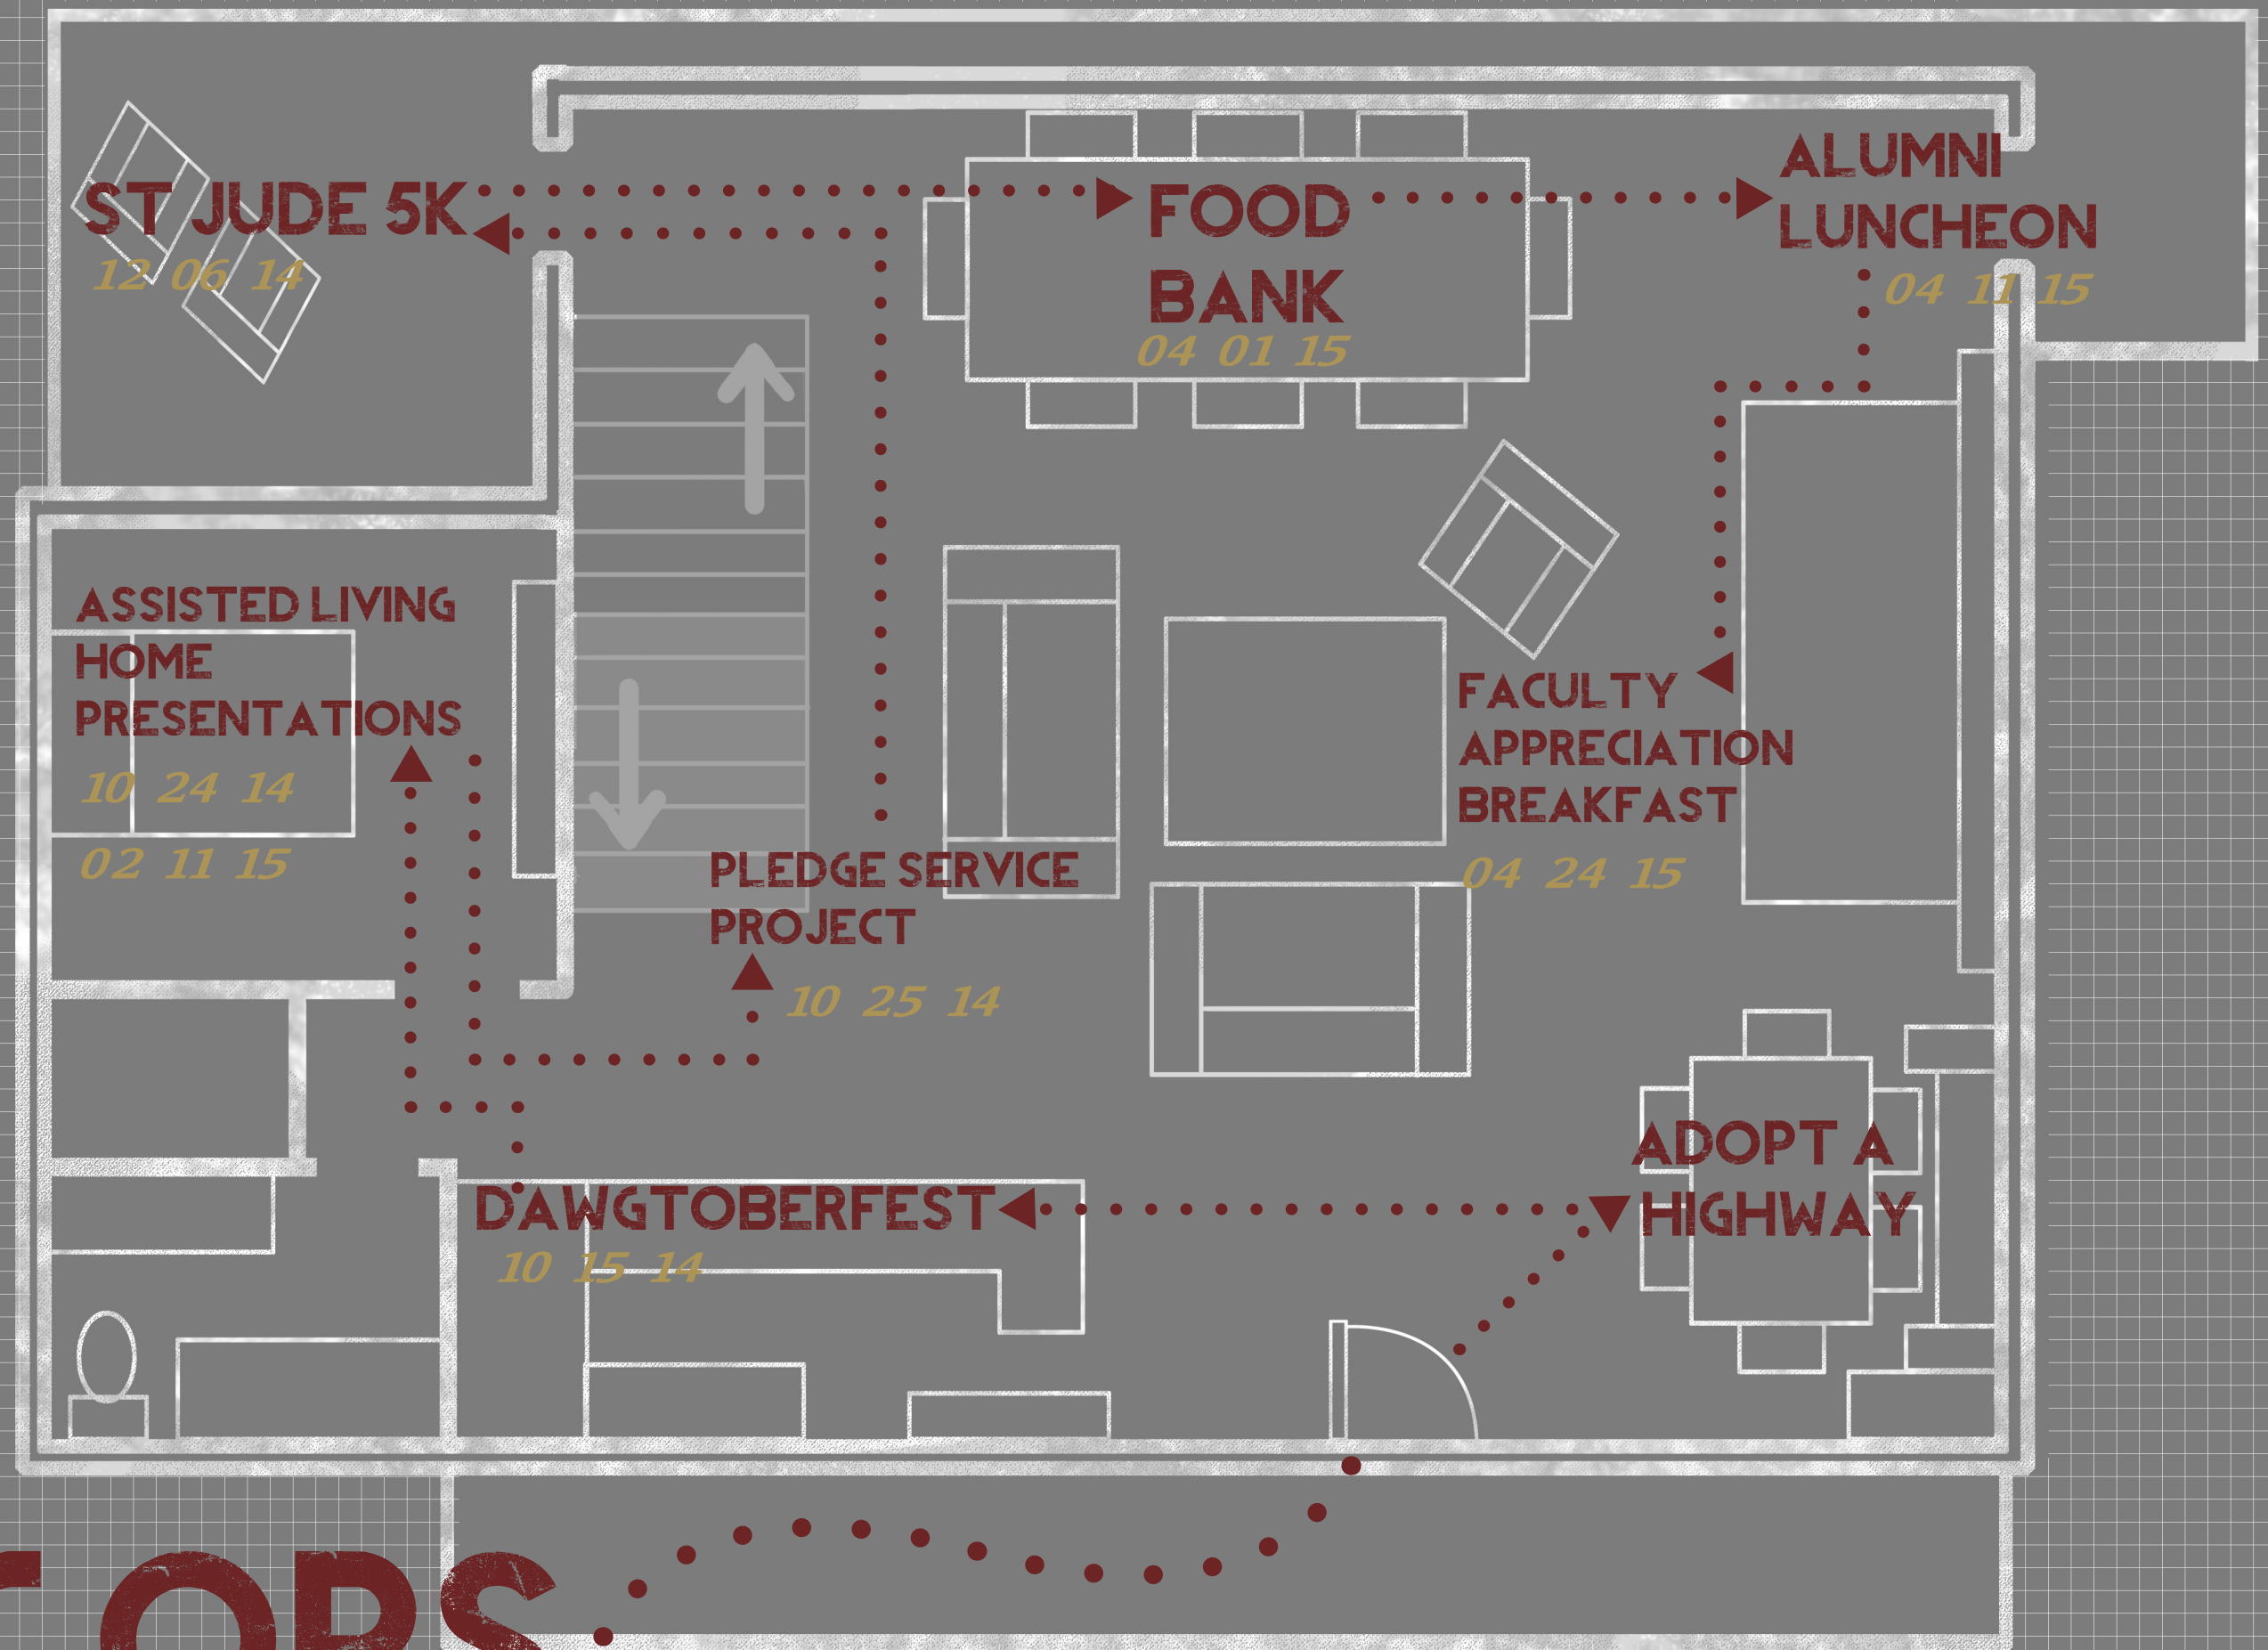 ST JUDE 5K
12 06 14
FOOD
BANK
04 01 15
ALUMNI
LUNCHEON
04 11 15
ASSISTED LIVING
HOME
PRESENTATIONS
10 24 14
02 11 15
FACULTY
APPRECIATION
BREAKFAST
04 24 15
PLEDGE SERVICE
PROJECT
10 25 14
ADOPT A
HIGHWAY
DAWGTOBERFEST
10 15 14